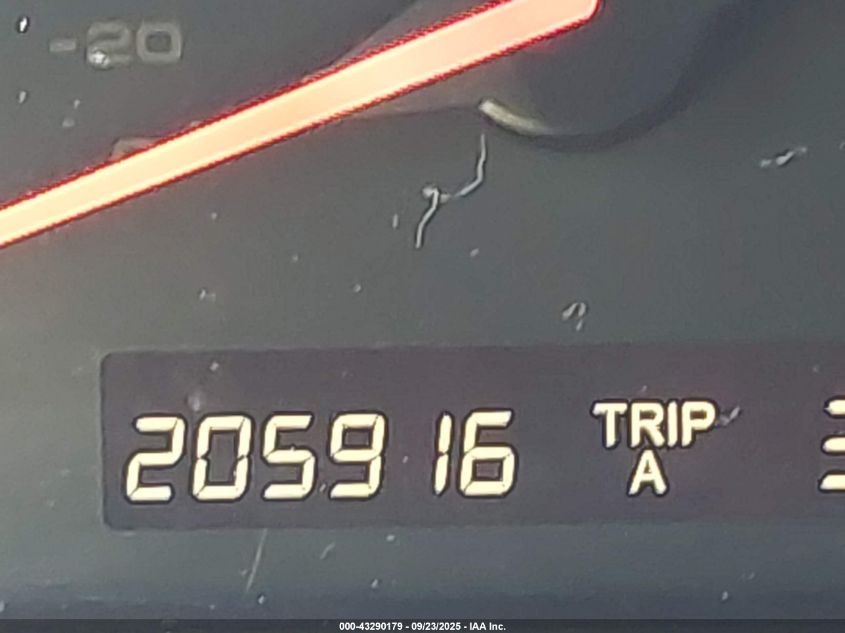 -20
205916 TRIP
A
000-43290179 - 09/23/2025 - IAA Inc.